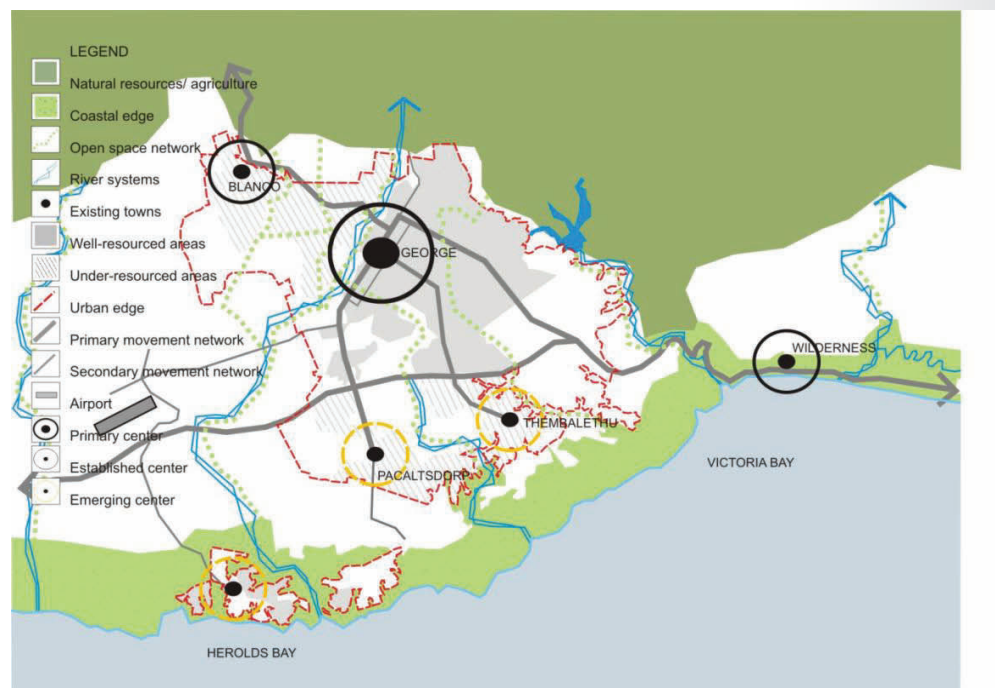 LEGEND
Natural resources/ agriculture
Coastal edge
Open space network
River systems
Existing towns
Well-resourced areas
Under-resourced areas
Urban edge
Primary movement network
Secondary movement network
Airport
Primary center
Established center
Emerging center
BLANCO
GEORGE
WILDERNESS
THEMBALETHU
PACALTSDORP
VICTORIA BAY
HEROLDS BAY